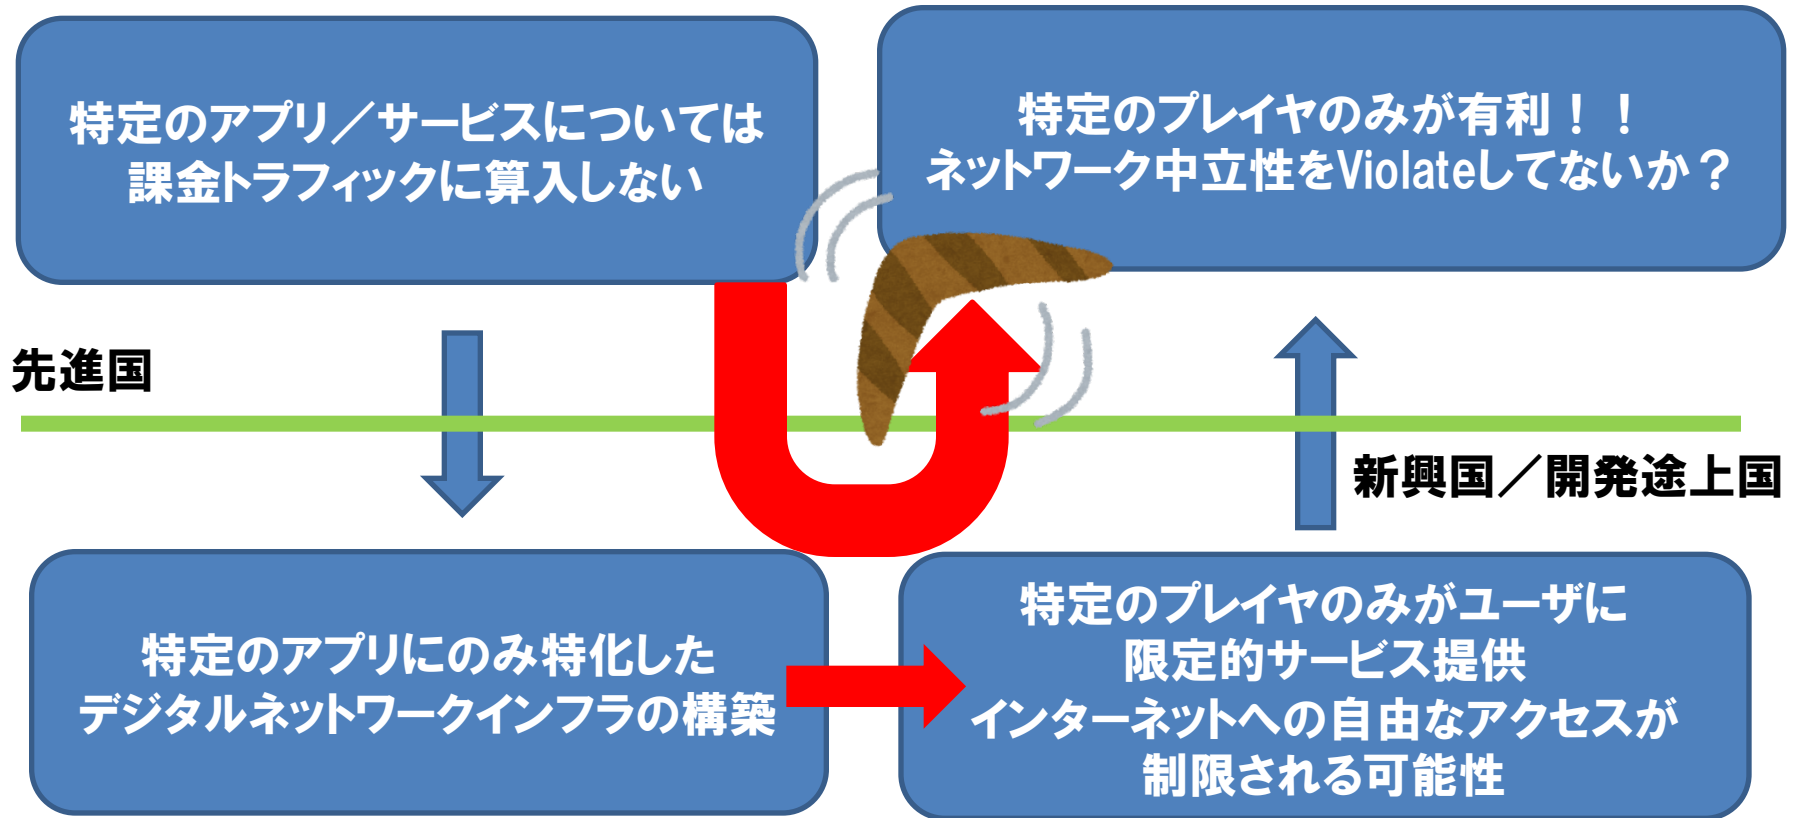 特定のアプリ／サービスについては
課金トラフィックに算入しない
特定のプレイヤのみが有利！！
ネットワーク中立性をViolateしてないか？
先進国
新興国／開発途上国
特定のアプリにのみ特化した
デジタルネットワークインフラの構築
特定のプレイヤのみがユーザに
限定的サービス提供
インターネットへの自由なアクセスが
制限される可能性